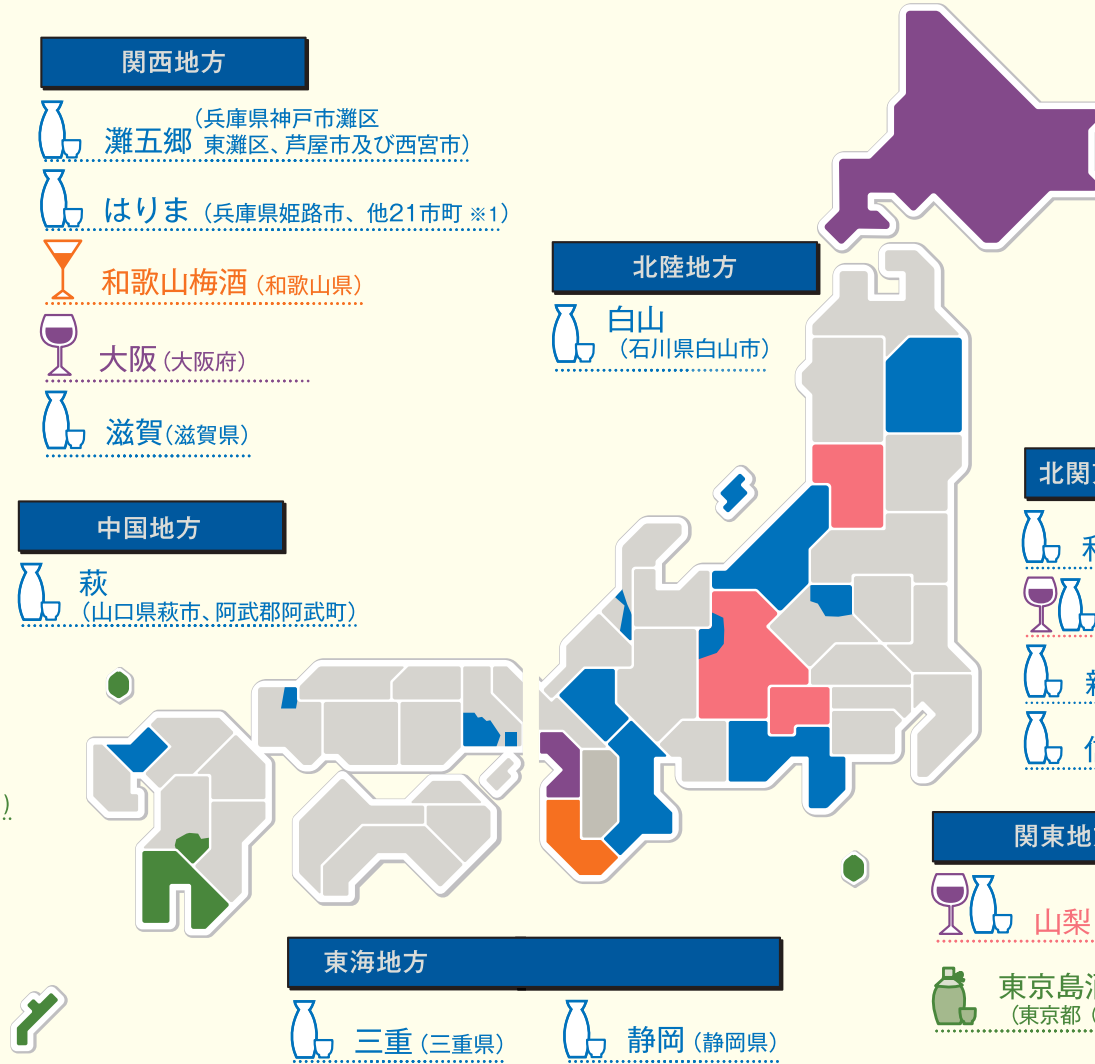 関西地方
灘五郷
（兵庫県神戸市灘区
東灘区、芦屋市及び西宮市）
はりま（兵庫県姫路市、他21市町 ※1）
和歌山梅酒（和歌山県）
大阪（大阪府）
滋賀（滋賀県）
北陸地方
白山
（石川県白山市）
中国地方
萩
（山口県萩市、阿武郡阿武町）
）
北関
関東地
山梨
東京島酒
（東京都（
東海地方
三重（三重県）
静岡（静岡県）